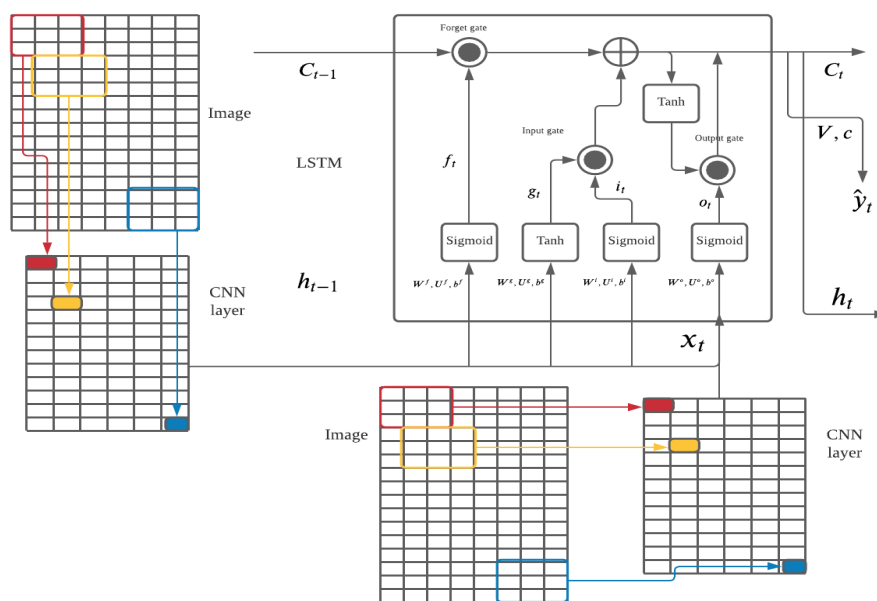 Forget gate
C_{t-1}
C_t
Image
Tanh
V, c
Input gate
Output gate
LSTM
f_t
g_t
i_t
o_t
ŷ_t
Sigmoid
Tanh
Sigmoid
Sigmoid
CNN
layer
h_{t-1}
W^f, U^f, b^f
W^g, U^g, b^g
W^i, U^i, b^i
W^o, U^o, b^o
h_t
x_t
Image
CNN
layer